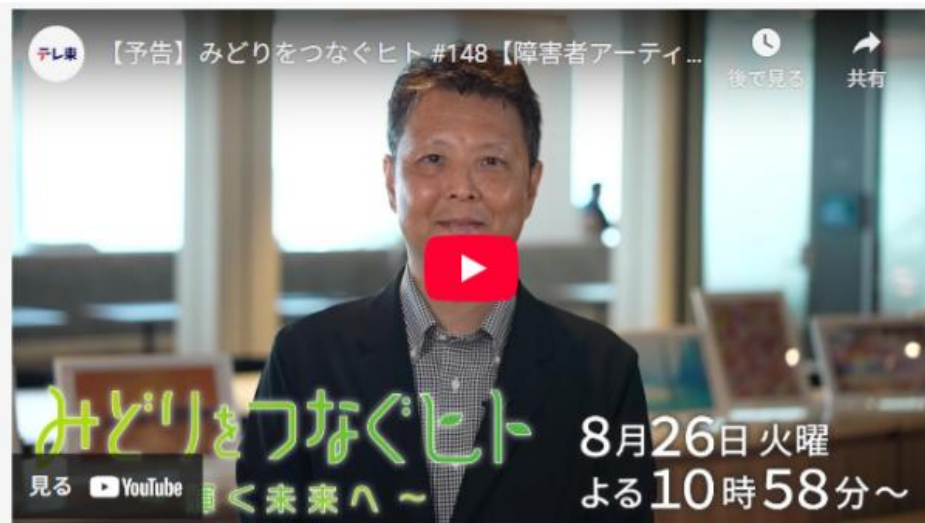 テレ東
【予告】みどりをつなぐヒト #148【障害者アーティ...
後で見る
共有
みどりをつなぐヒト
輝く未来へ～
8月26日 火曜
よる10時58分～
見る YouTube